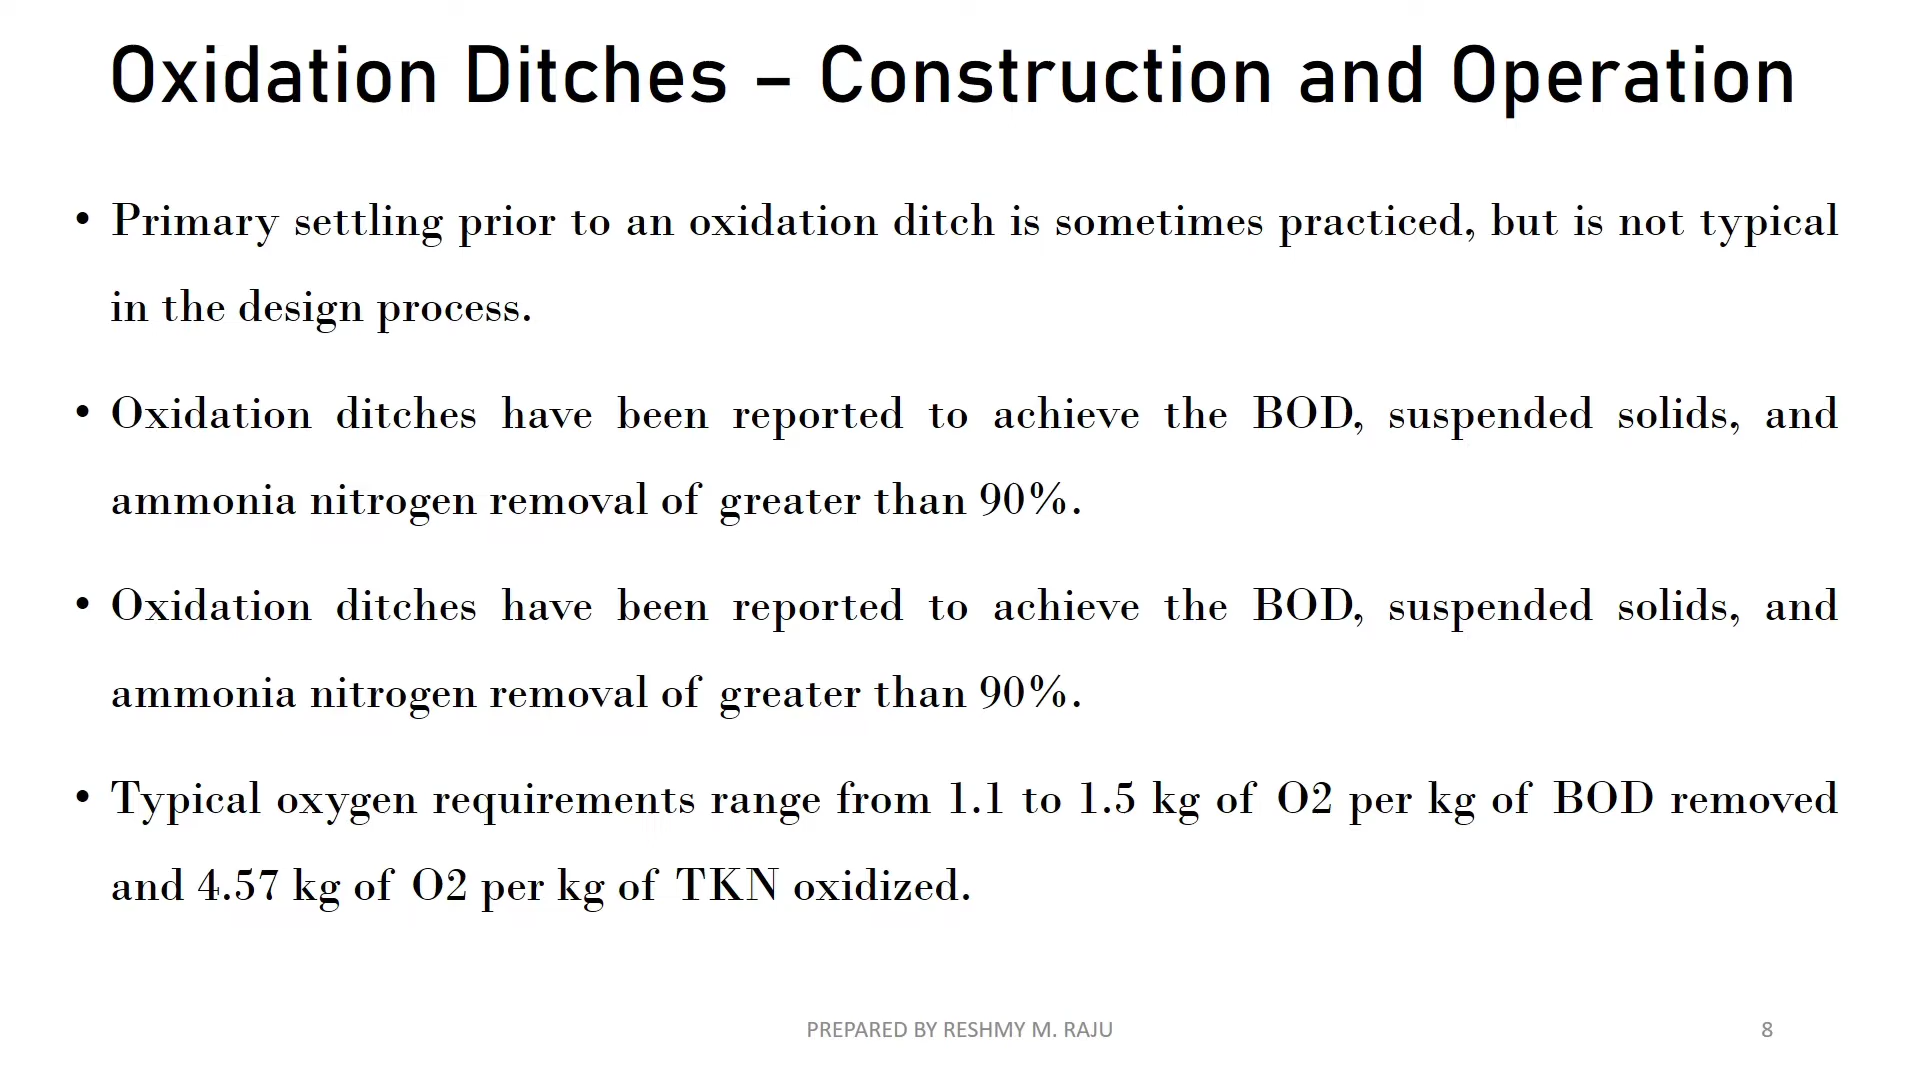 Oxidation Ditches – Construction and Operation
• Primary settling prior to an oxidation ditch is sometimes practiced, but is not typical
in the design process.
• Oxidation ditches have been reported to achieve the BOD, suspended solids, and
ammonia nitrogen removal of greater than 90%.
• Oxidation ditches have been reported to achieve the BOD, suspended solids, and
ammonia nitrogen removal of greater than 90%.
• Typical oxygen requirements range from 1.1 to 1.5 kg of O2 per kg of BOD removed
and 4.57 kg of O2 per kg of TKN oxidized.
PREPARED BY RESHMY M. RAJU
8